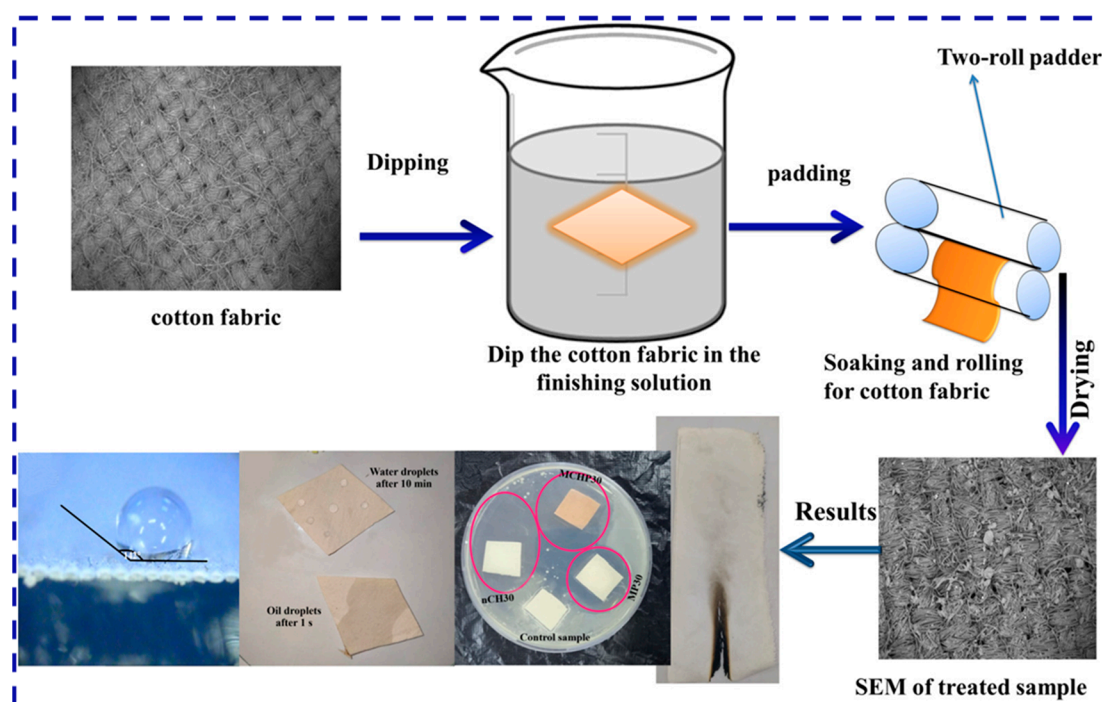 Two-roll padder
Dipping
padding
cotton fabric
Dip the cotton fabric in the
finishing solution
Soaking and rolling
for cotton fabric
Drying
Water droplets
after 10 min
Oil droplets
after 1 s
MCHP30
nCH30
MP30
Control sample
Results
SEM of treated sample